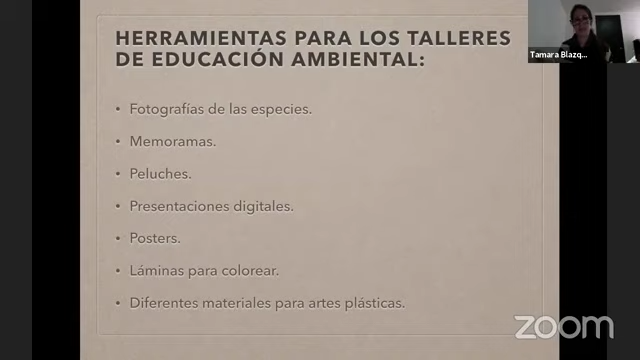 HERRAMIENTAS PARA LOS TALLERES
DE EDUCACIÓN AMBIENTAL:
• Fotografías de las especies.
• Memoramas.
• Peluches.
• Presentaciones digitales.
• Posters.
• Láminas para colorear.
• Diferentes materiales para artes plásticas.
Tamara Blazq...
zoom